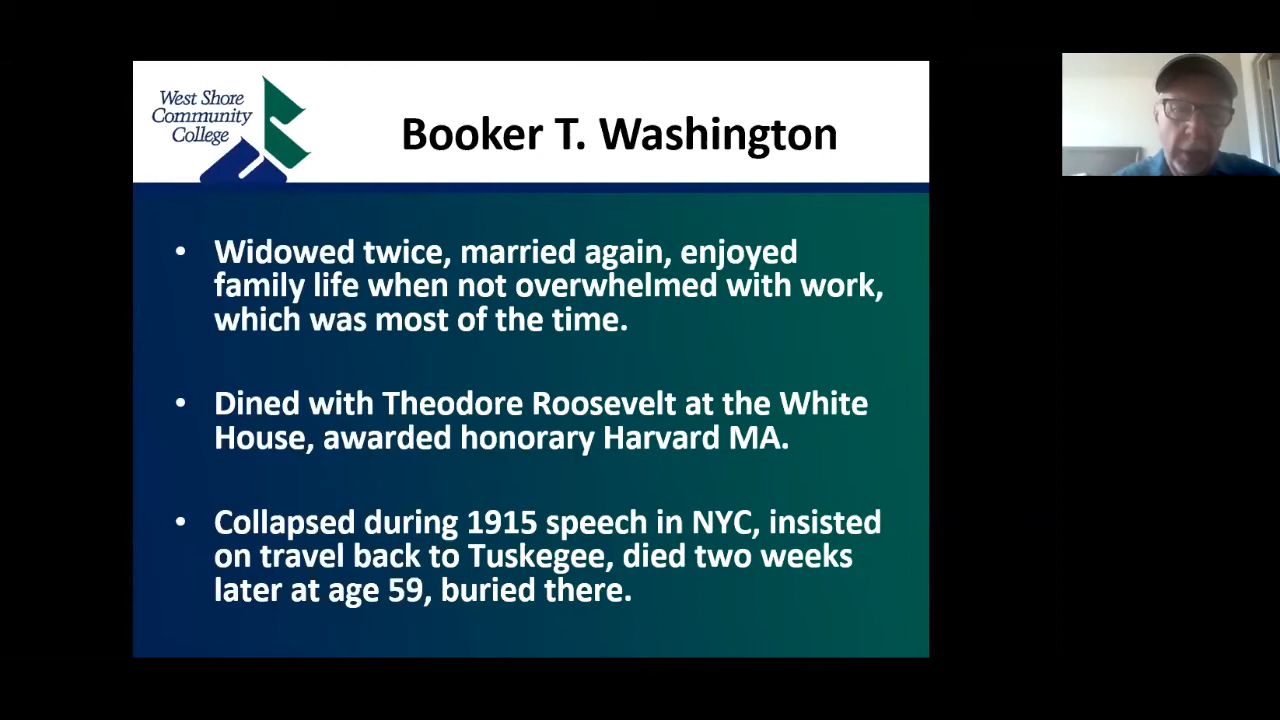 West Shore
Community
College
Booker T. Washington
• Widowed twice, married again, enjoyed
family life when not overwhelmed with work,
which was most of the time.
• Dined with Theodore Roosevelt at the White
House, awarded honorary Harvard MA.
• Collapsed during 1915 speech in NYC, insisted
on travel back to Tuskegee, died two weeks
later at age 59, buried there.